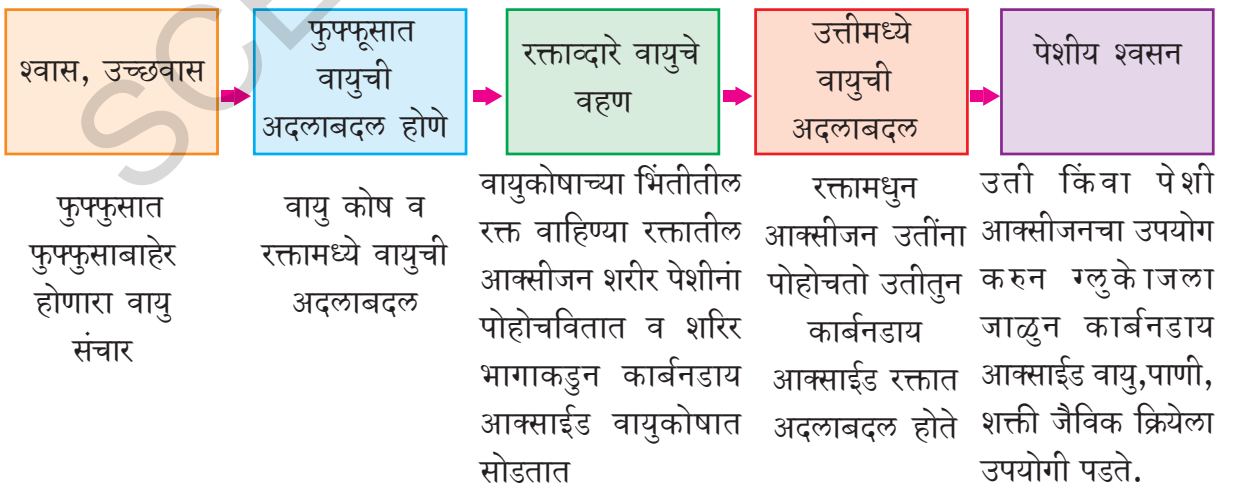 श्वास, उच्छवास
फुफ्फूसात
वायुची
अदलाबदल होणे
रक्ताव्दारे वायुचे
वहण
उत्तीमध्ये
वायुची
अदलाबदल
पेशीय श्वसन
फुफ्फुसात
फुफ्फुसाबाहेर
होणारा वायु
संचार
वायु कोष व
रक्तामध्ये वायुची
अदलाबदल
वायुकोषाच्या भिंतीतील
रक्त वाहिण्या रक्तातील
आक्सीजन शरीर पेशीनां
पोहोचवितात व शरिर
भागाकडुन कार्बनडाय
आक्साईड वायुकोषात
सोडतात
रक्तामधुन
आक्सीजन उतींना
पोहोचतो उतीतुन
कार्बनडाय
आक्साईड रक्तात
अदलाबदल होते
उती किंवा पेशी
आक्सीजनचा उपयोग
करुन ग्लुकोजला
जाळुन कार्बनडाय
आक्साईड वायु,पाणी,
शक्ती जैविक क्रियेला
उपयोगी पडते.